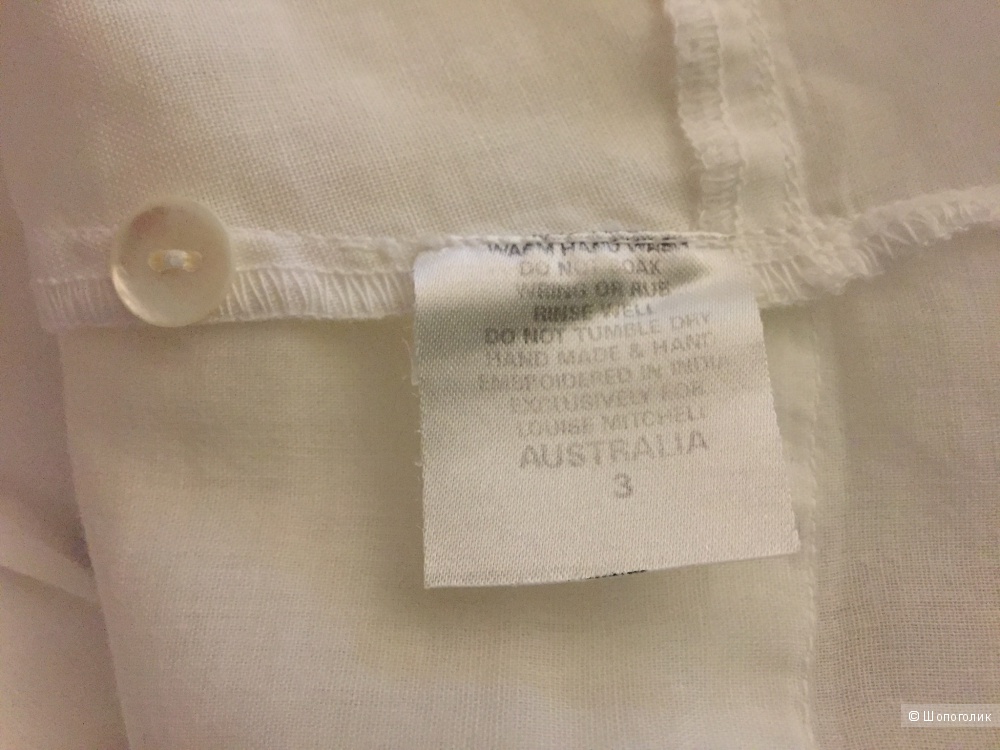 WARM HAND WASH
DO NOT SOAK
WRING OR RUB
RINSE WELL
DO NOT TUMBLE DRY
HAND MADE & HAND
EMBROIDERED IN INDIA
EXCLUSIVELY FOR
LOUISE MITCHELL
AUSTRALIA
3
© Шопоголик